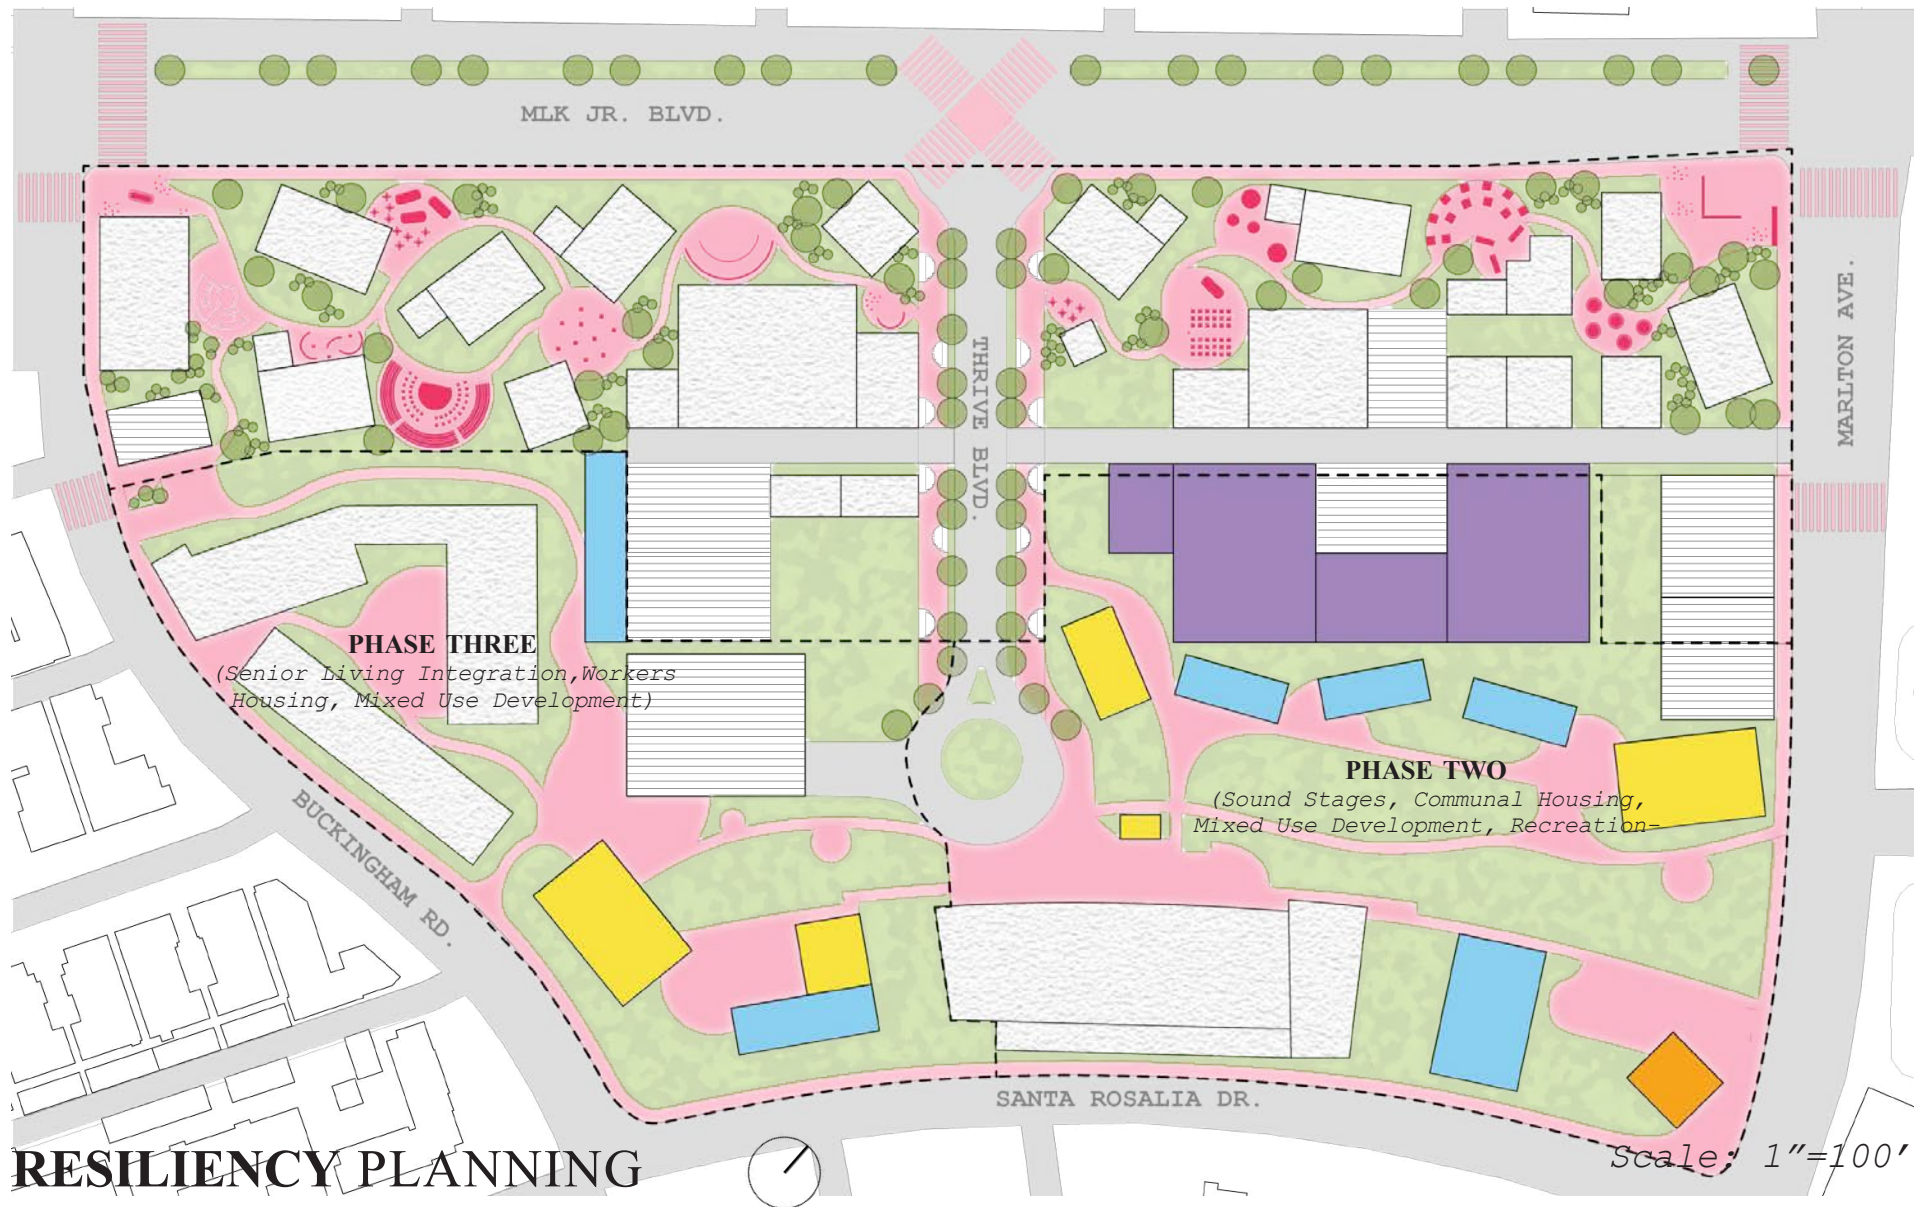 MLK JR. BLVD.
THRIVE BLVD.
MARLTON AVE.
PHASE THREE
(Senior Living Integration,Workers
Housing, Mixed Use Development)
PHASE TWO
(Sound Stages, Communal Housing,
Mixed Use Development, Recreation-
BUCKINGHAM RD.
SANTA ROSALIA DR.
RESILIENCY PLANNING
Scale: 1"=100'